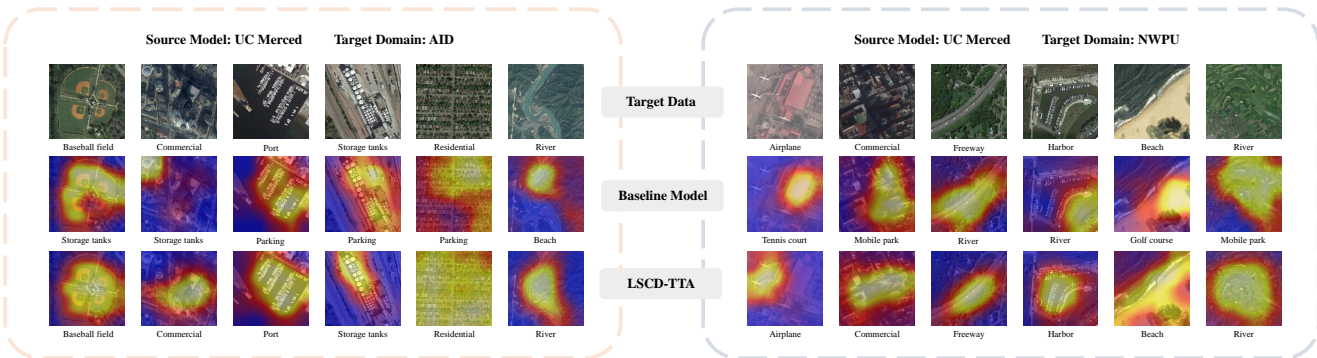 Source Model: UC Merced Target Domain: AID
Source Model: UC Merced Target Domain: NWPU
Target Data
Baseball field Commercial Port Storage tanks Residential River
Airplane Commercial Freeway Harbor Beach River
Baseline Model
Storage tanks Storage tanks Parking Parking Parking Beach
Tennis court Mobile park River River Golf course Mobile park
LSCD-TTA
Baseball field Commercial Port Storage tanks Residential River
Airplane Commercial Freeway Harbor Beach River